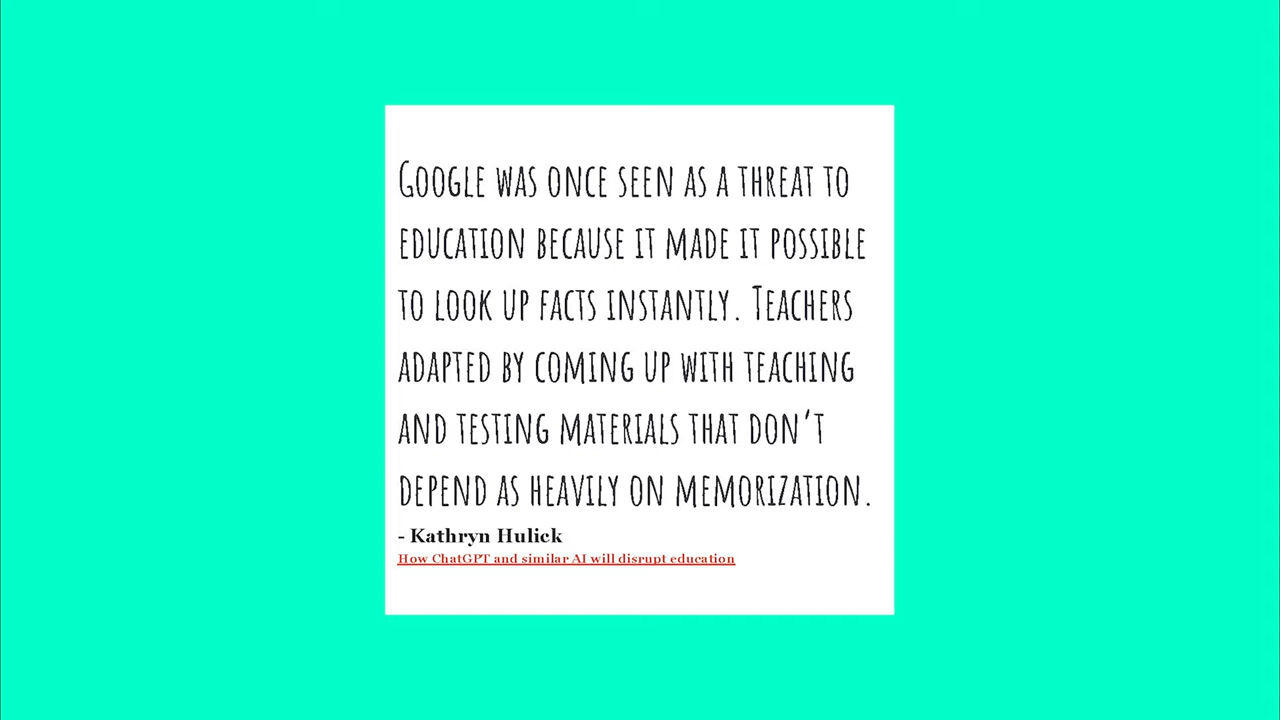 Google was once seen as a threat to
education because it made it possible
to look up facts instantly. Teachers
adapted by coming up with teaching
and testing materials that don't
depend as heavily on memorization.
- Kathryn Hulick
How ChatGPT and similar AI will disrupt education